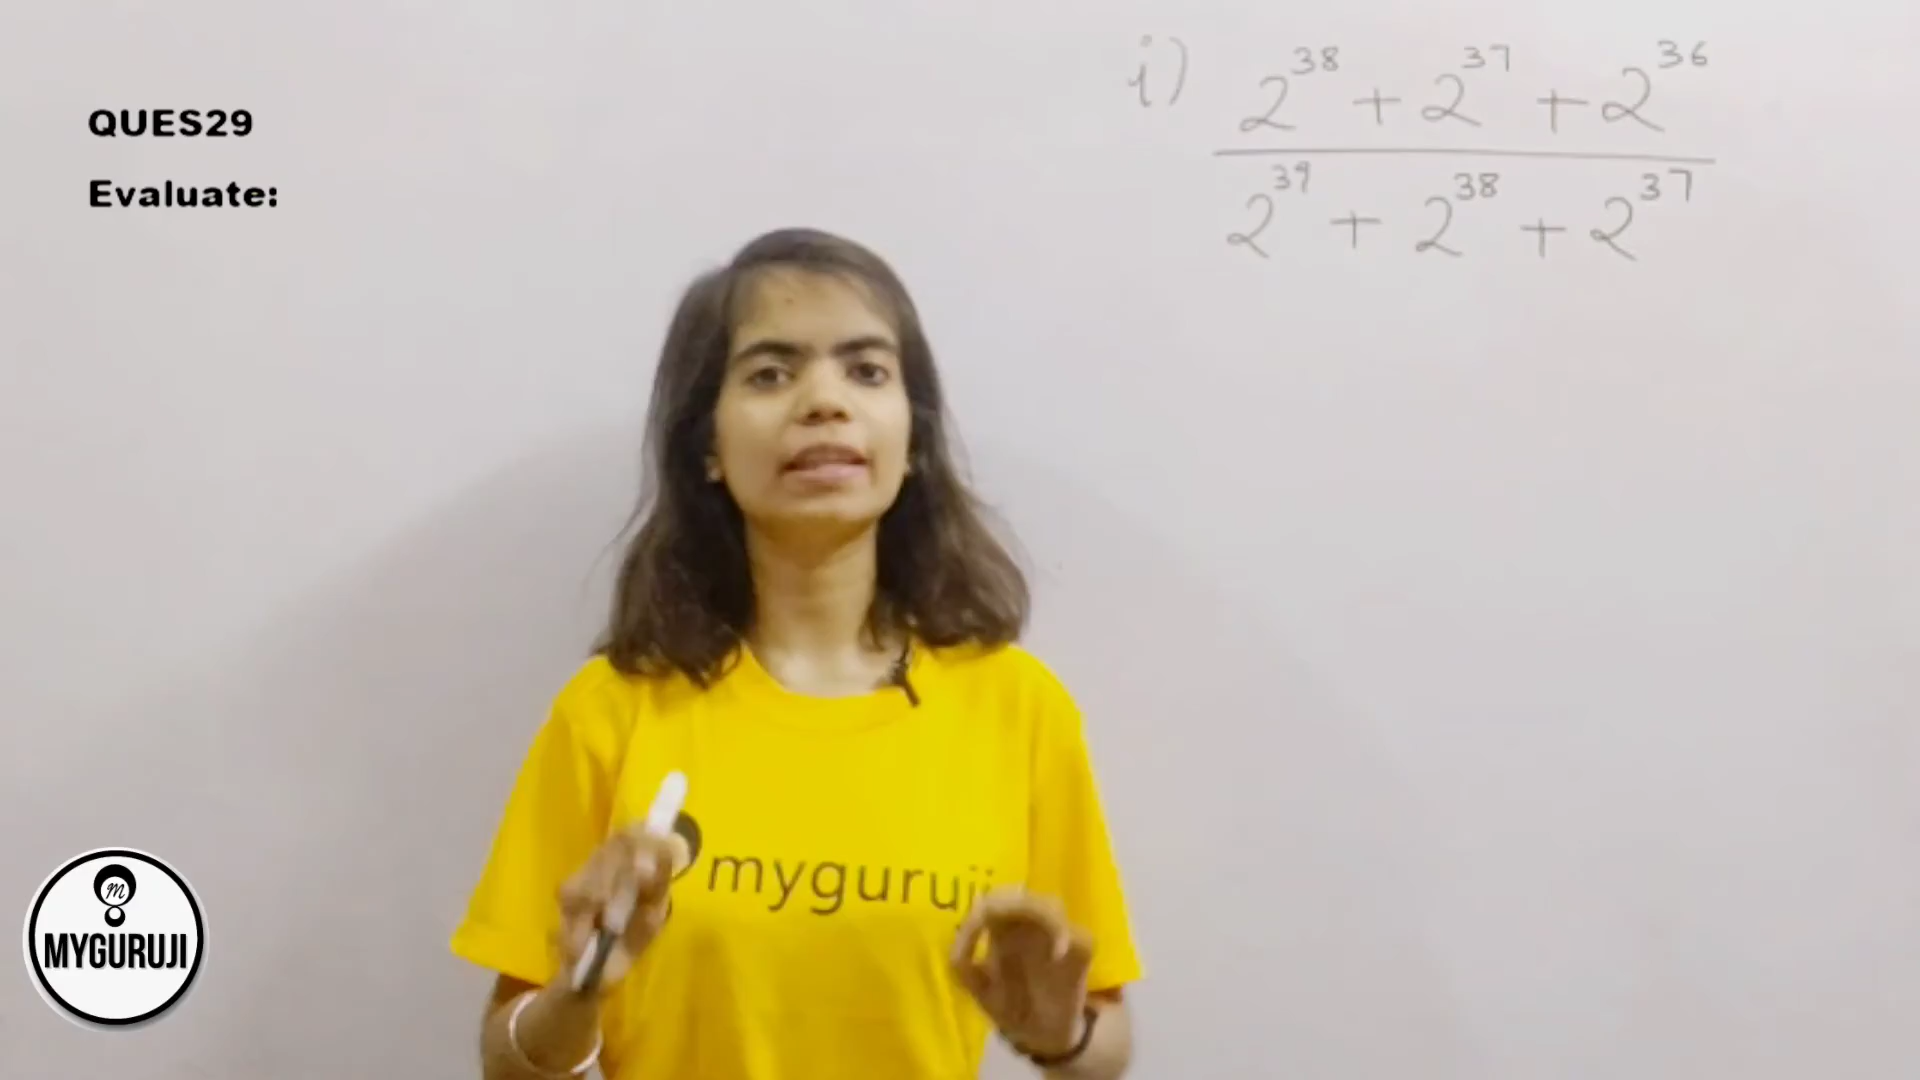 QUES29
Evaluate:
i) 2^38 + 2^37 + 2^36
2^39 + 2^38 + 2^37
myguruji
m
MYGURUJI